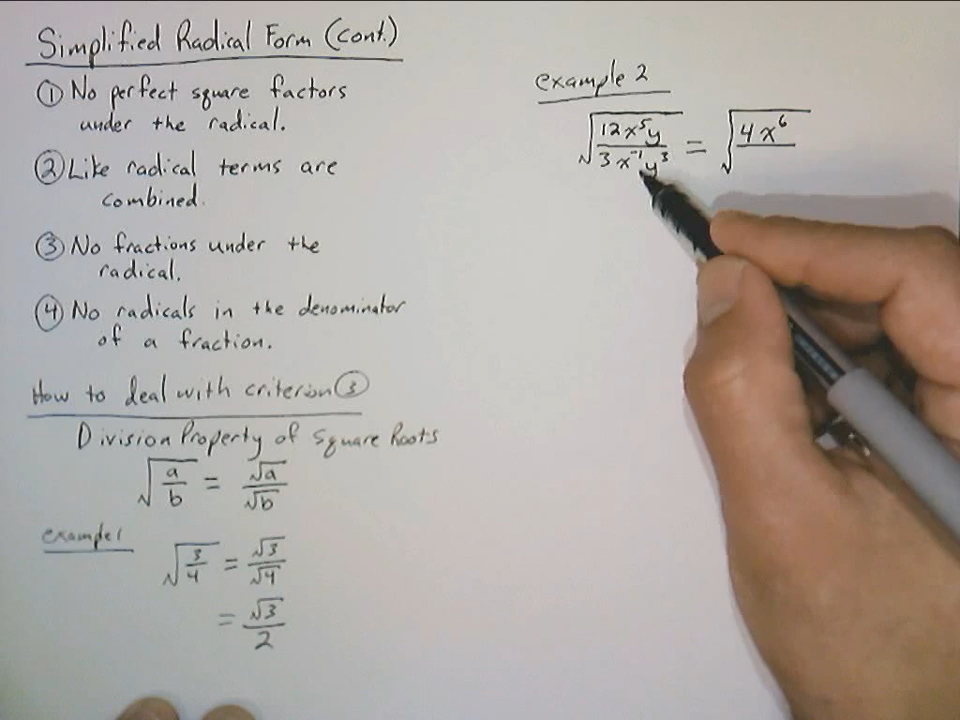 Simplified Radical Form (cont.)
① No perfect square factors
under the radical.
② Like radical terms are
combined.
③ No fractions under the
radical.
④ No radicals in the denominator
of a fraction.
How to deal with criterion ③
Division Property of Square Roots
√(a/b) = √a/√b
example 1
√(3/4) = √3/√4
= √3/2
example 2
√(12x⁵y/3x⁻¹y³) = √(4x⁶/